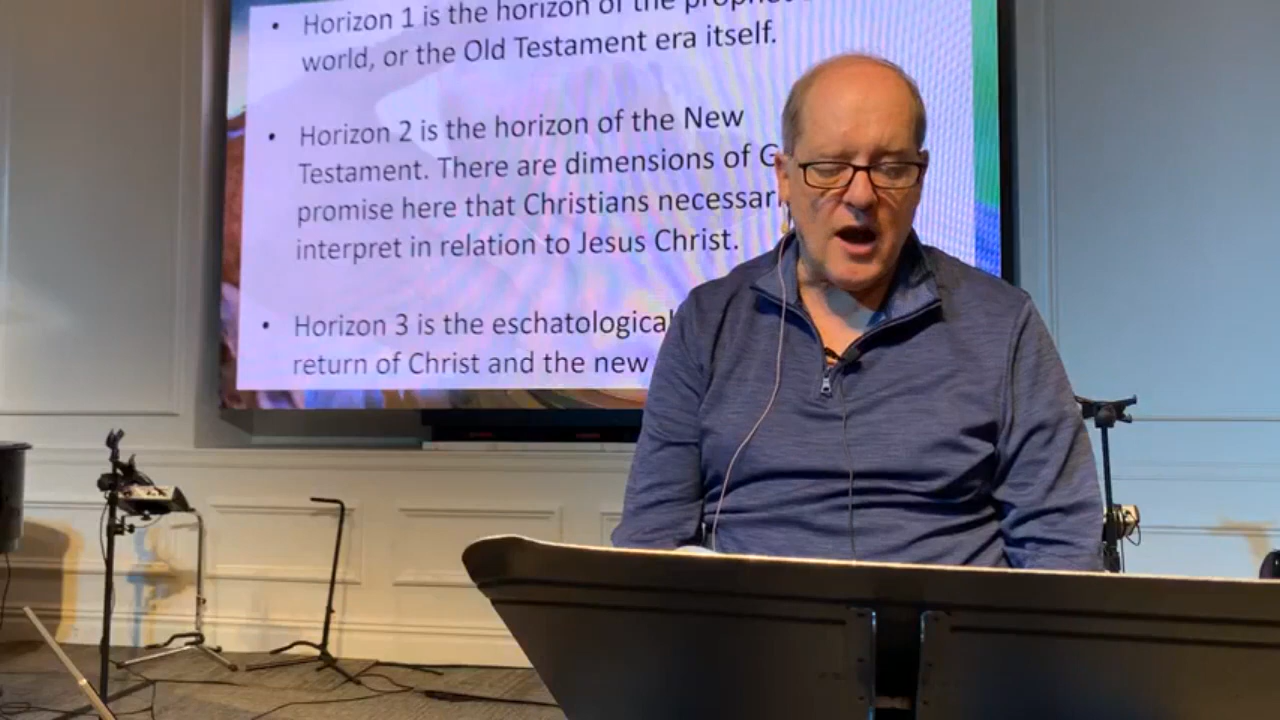 • Horizon 1 is the horizon of the
world, or the Old Testament era itself.
• Horizon 2 is the horizon of the New
Testament. There are dimensions of
promise here that Christians
interpret in relation to Jesus Christ.
• Horizon 3 is the eschatological
return of Christ and the new